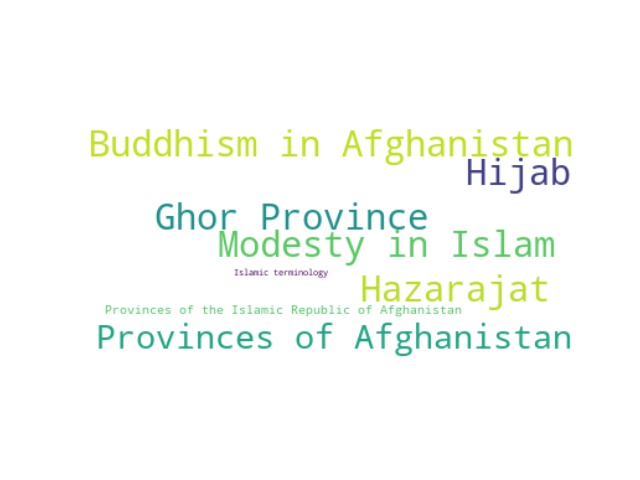 Buddhism in Afghanistan
Hijab
Ghor Province
Modesty in Islam
Islamic terminology
Hazarajat
Provinces of the Islamic Republic of Afghanistan
Provinces of Afghanistan